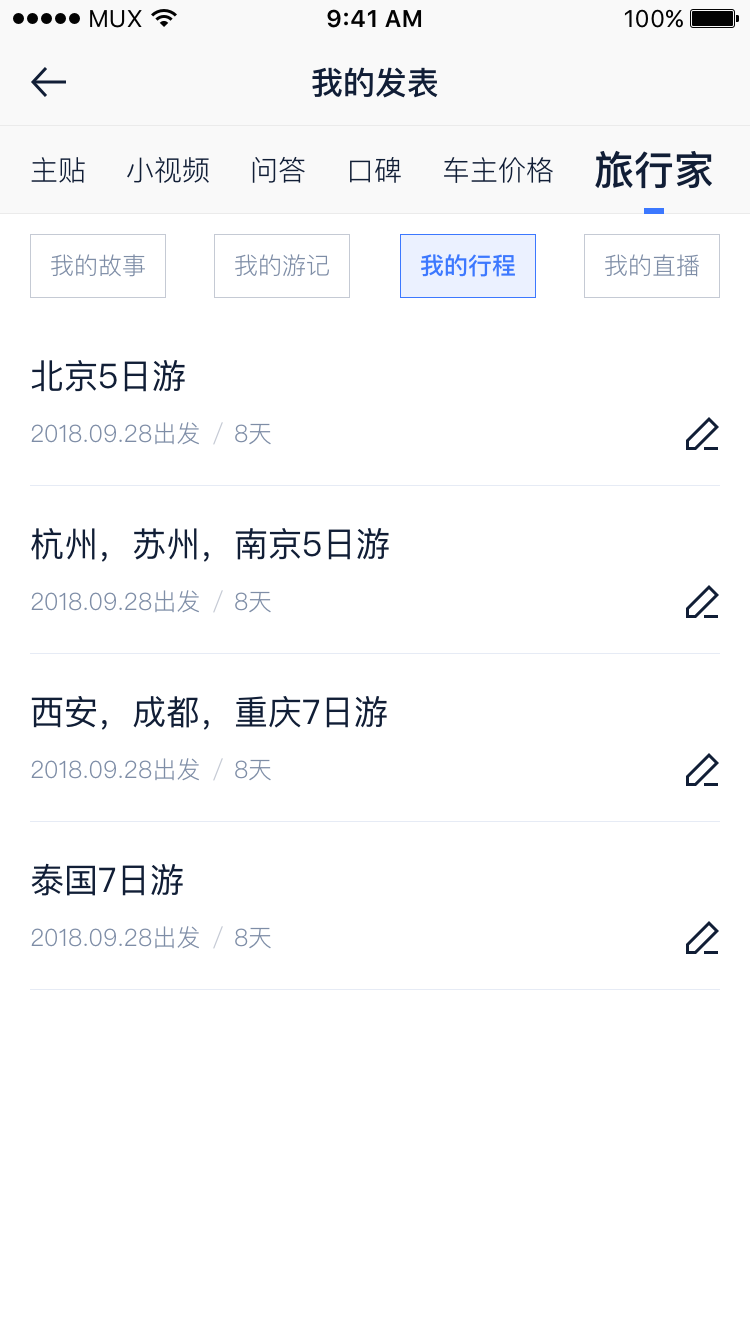 MUX 9:41 AM 100%
我的发表
主贴 小视频 问答 口碑 车主价格 旅行家
我的故事 我的游记 我的行程 我的直播
北京5日游
2018.09.28出发 / 8天
杭州，苏州，南京5日游
2018.09.28出发 / 8天
西安，成都，重庆7日游
2018.09.28出发 / 8天
泰国7日游
2018.09.28出发 / 8天